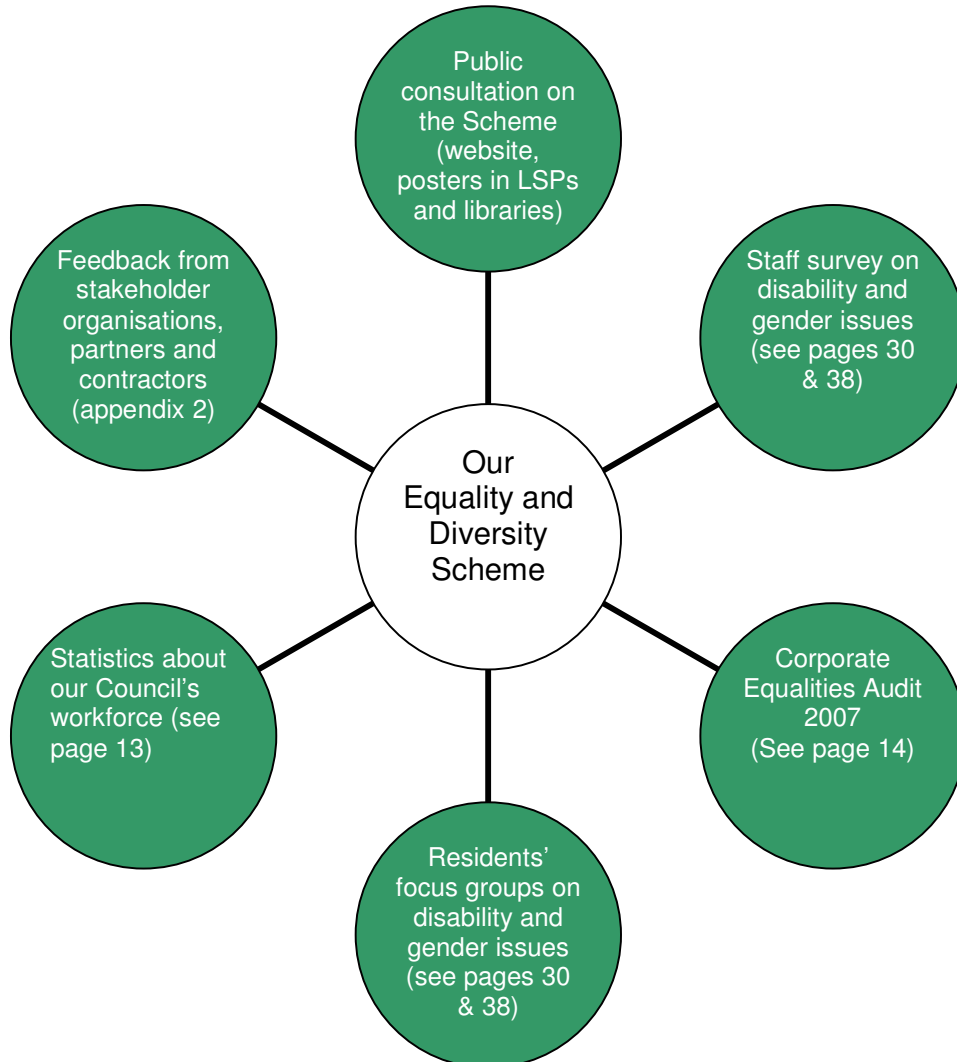 Public
consultation on
the Scheme
(website,
posters in LSPs
and libraries)
Feedback from
stakeholder
organisations,
partners and
contractors
(appendix 2)
Staff survey on
disability and
gender issues
(see pages 30
& 38)
Our
Equality and
Diversity
Scheme
Statistics about
our Council’s
workforce (see
page 13)
Corporate
Equalities Audit
2007
(See page 14)
Residents’
focus groups on
disability and
gender issues
(see pages 30
& 38)